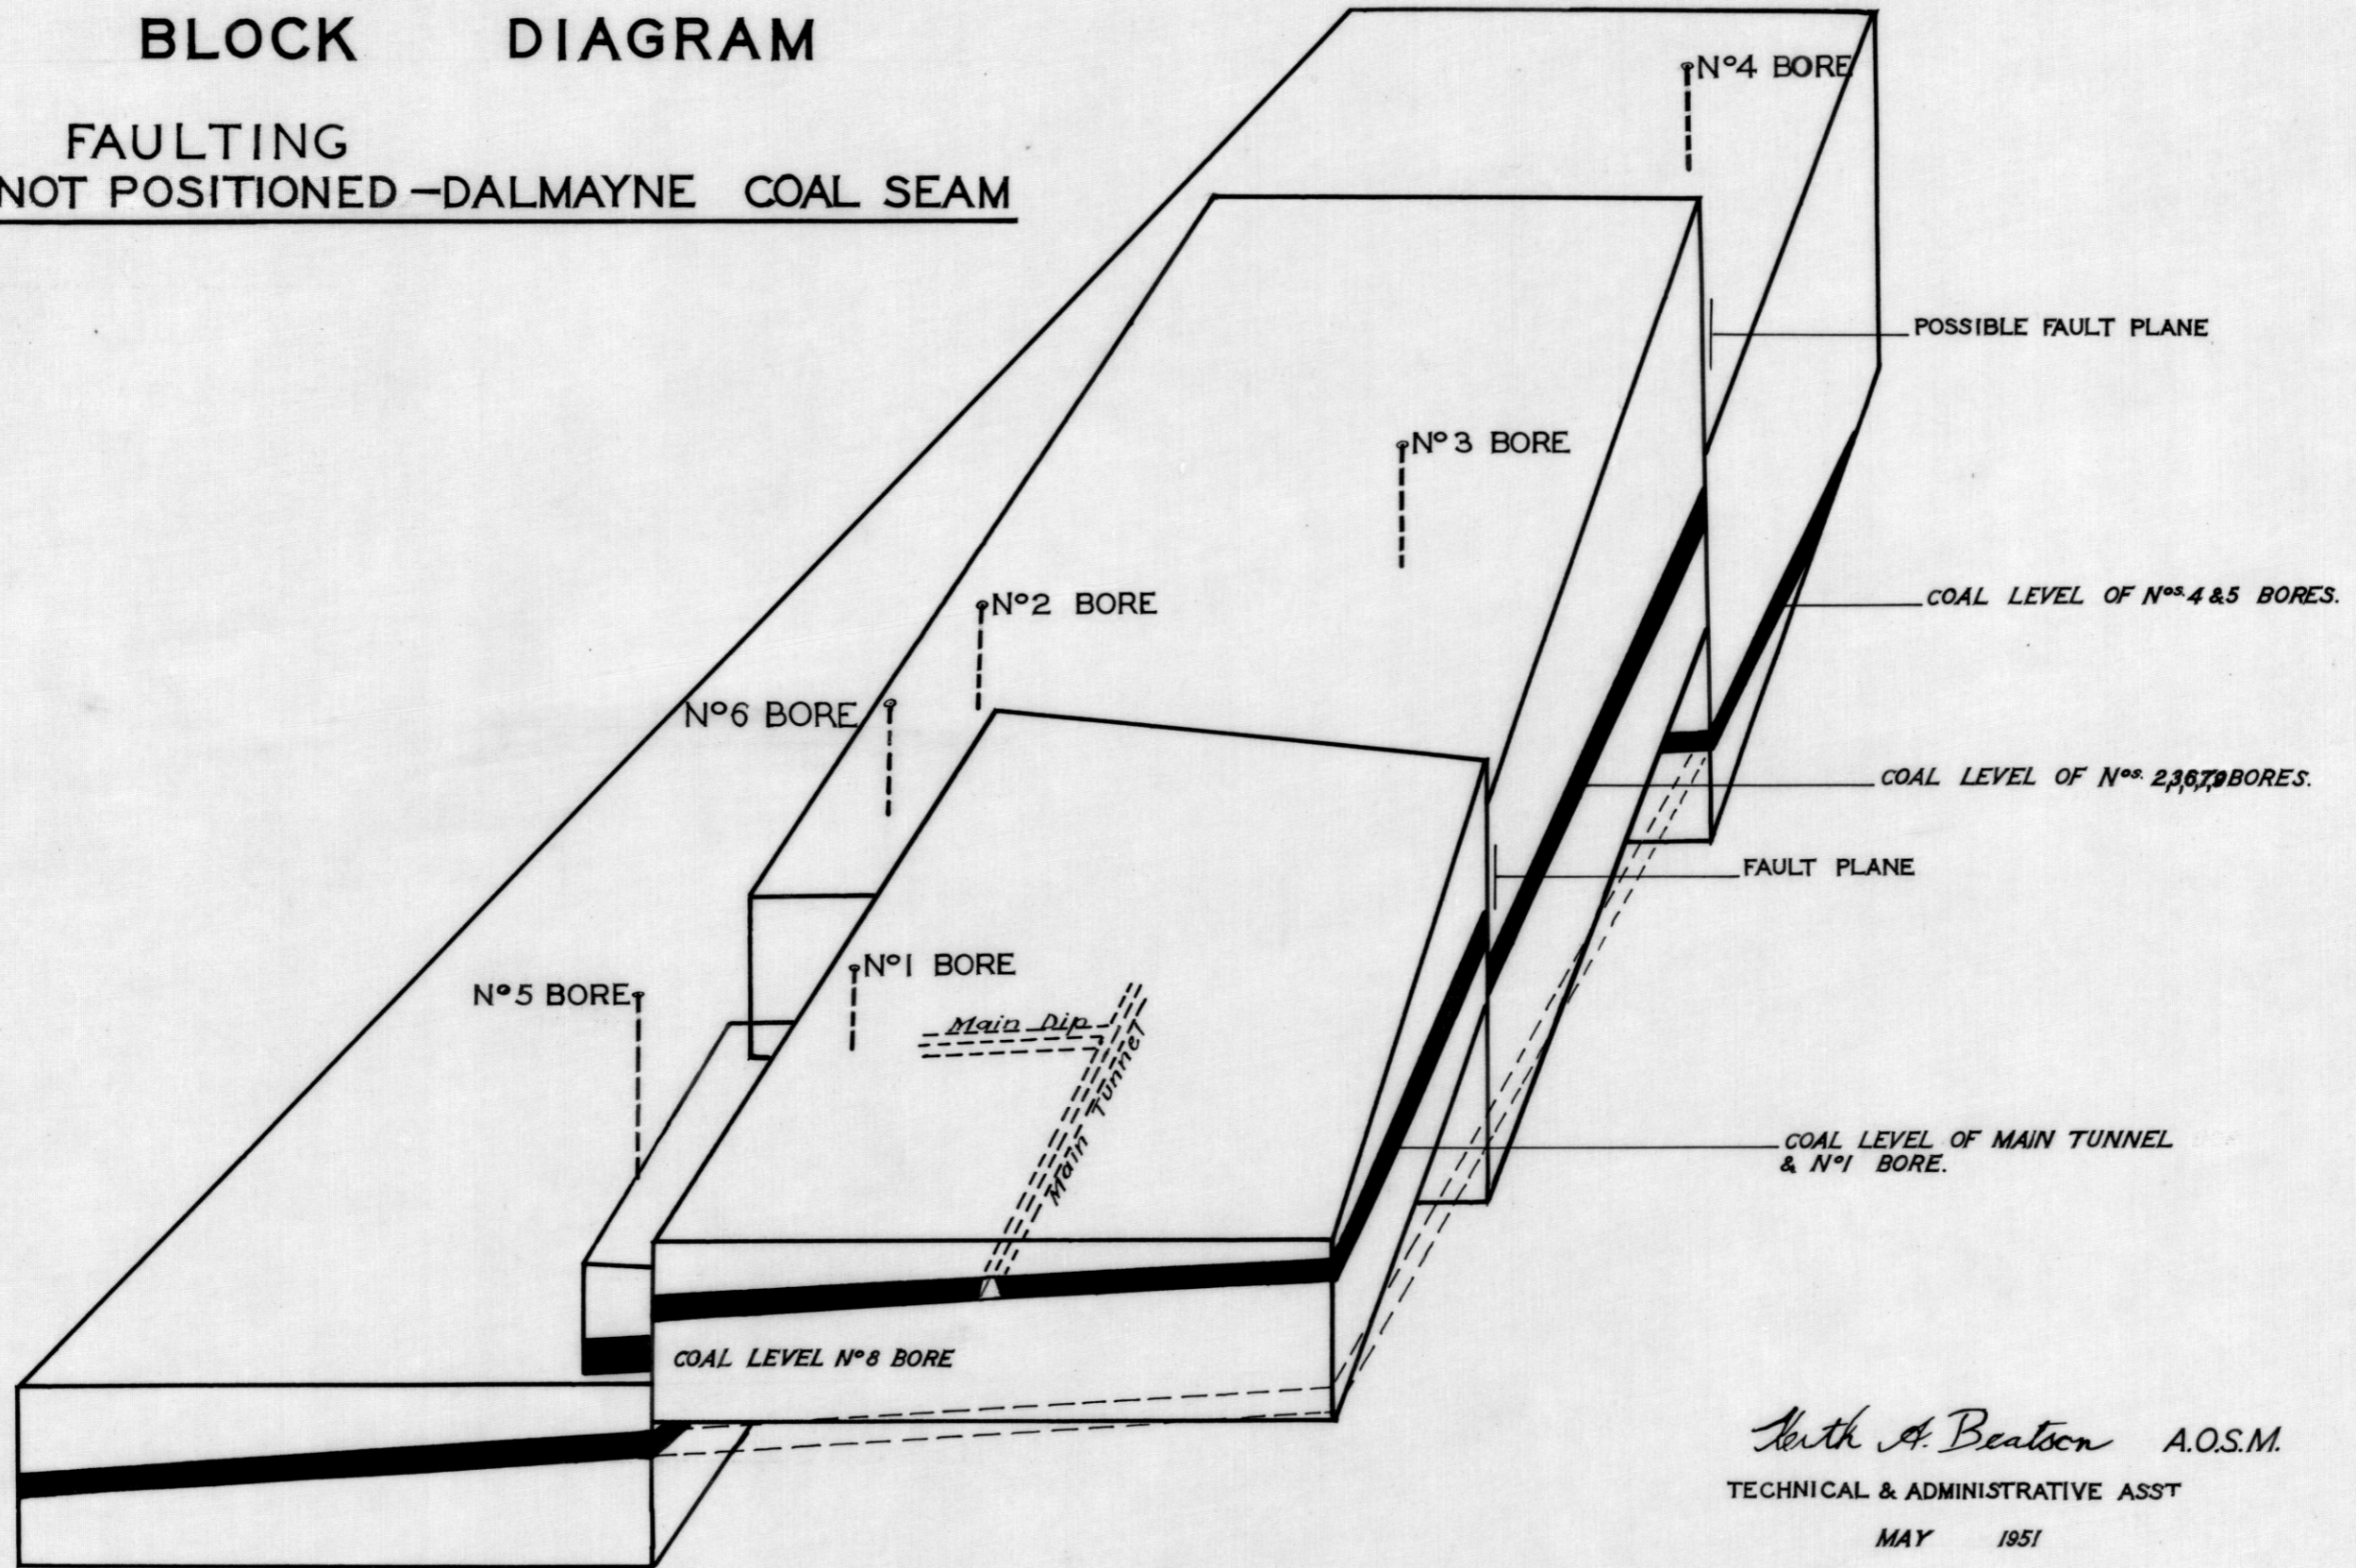 BLOCK DIAGRAM
FAULTING
NOT POSITIONED – DALMAYNE COAL SEAM
Nº4 BORE
POSSIBLE FAULT PLANE
Nº3 BORE
COAL LEVEL OF Nos. 4 & 5 BORES.
Nº2 BORE
Nº6 BORE
COAL LEVEL OF Nos. 2,3,6,7,9 BORES.
FAULT PLANE
Nº1 BORE
Nº5 BORE
Main Dip
Main Tunnel
COAL LEVEL OF MAIN TUNNEL
& Nº1 BORE.
COAL LEVEL Nº8 BORE
Keith A. Beatson A.O.S.M.
TECHNICAL & ADMINISTRATIVE ASST
MAY 1951